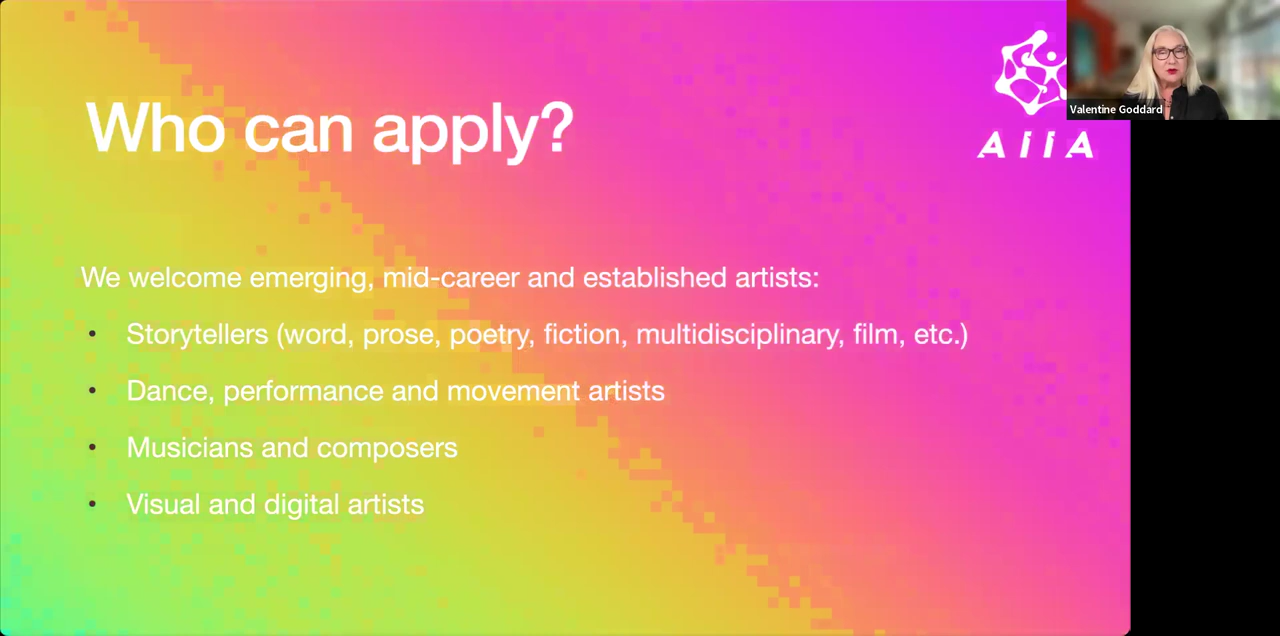 Who can apply?
AiiA
Valentine Goddard
We welcome emerging, mid-career and established artists:
• Storytellers (word, prose, poetry, fiction, multidisciplinary, film, etc.)
• Dance, performance and movement artists
• Musicians and composers
• Visual and digital artists